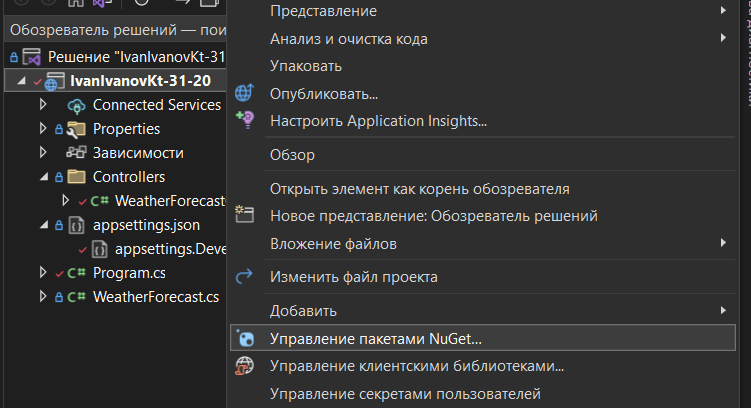 Обозреватель решений — пои
Решение "IvanIvanovKt-31
IvanIvanovKt-31-20
Connected Services
Properties
Зависимости
Controllers
C# WeatherForecast
appsettings.json
appsettings.Deve
C# Program.cs
C# WeatherForecast.cs
Представление
Анализ и очистка кода
Упаковать
Опубликовать...
Настроить Application Insights...
Обзор
Открыть элемент как корень обозревателя
Новое представление: Обозреватель решений
Вложение файлов
Изменить файл проекта
Добавить
Управление пакетами NuGet...
Управление клиентскими библиотеками...
Управление секретами пользователей